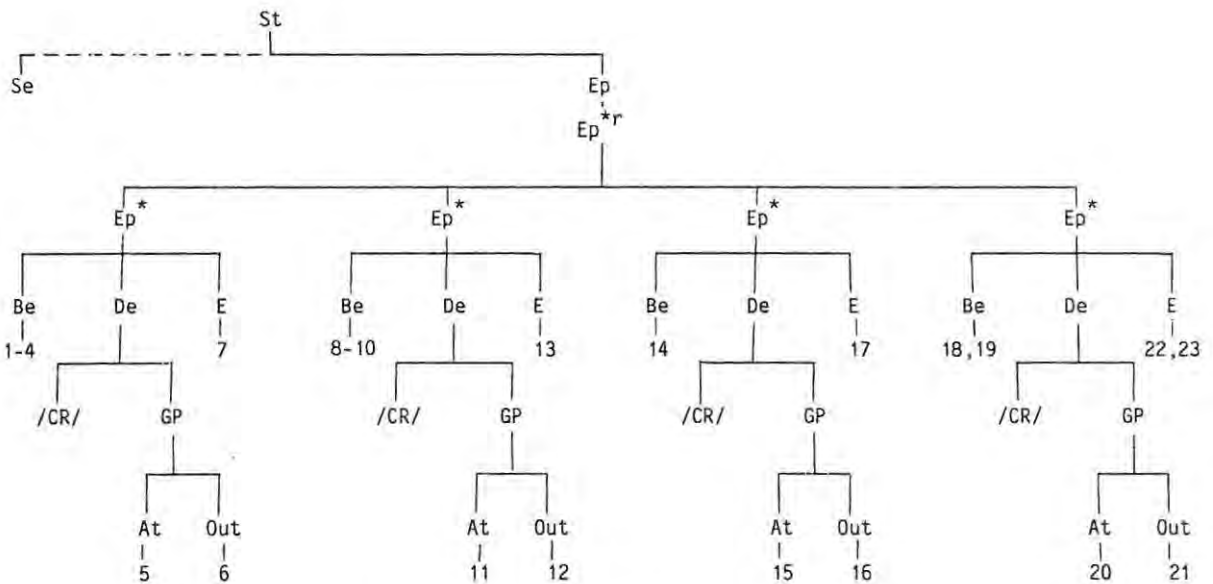 St
Se Ep
Ep*r
Ep* Ep* Ep* Ep*
Be De E Be De E Be De E Be De E
1-4 7 8-10 13 14 17 18,19 22,23
/CR/ GP /CR/ GP /CR/ GP /CR/ GP
At Out At Out At Out At Out
5 6 11 12 15 16 20 21